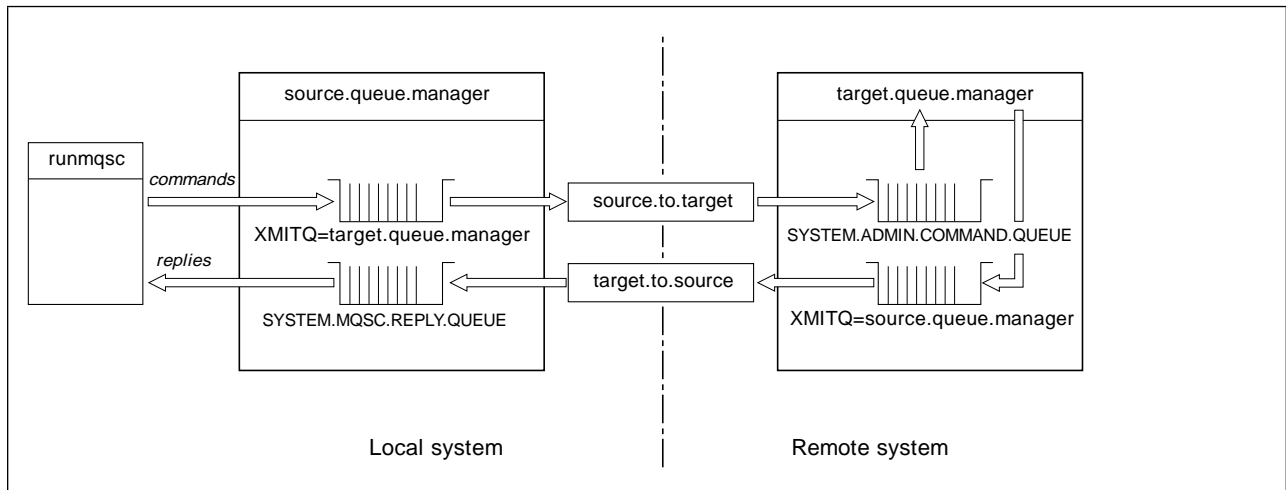 source.queue.manager
target.queue.manager
runmqsc
commands
source.to.target
XMITQ=target.queue.manager
SYSTEM.ADMIN.COMMAND.QUEUE
replies
target.to.source
SYSTEM.MQSC.REPLY.QUEUE
XMITQ=source.queue.manager
Local system
Remote system